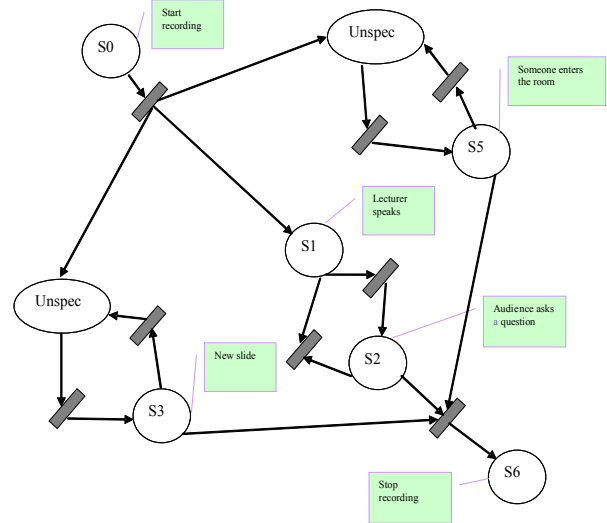 Start
recording
S0
Unspec
Someone enters
the room
S5
Lecturer
speaks
S1
Unspec
Audience asks
a question
New slide
S2
S3
S6
Stop
recording